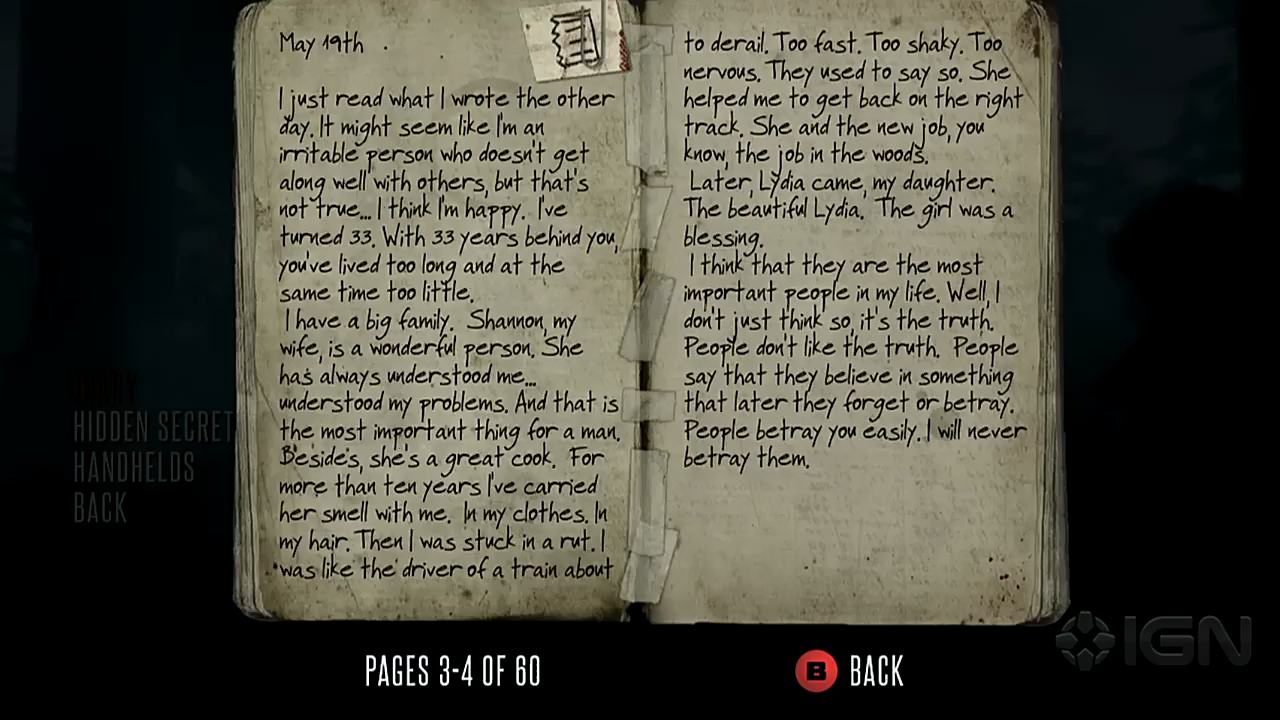 May 19th
I just read what I wrote the other
day. It might seem like I'm an
irritable person who doesn't get
along well with others, but that's
not true... I think I'm happy. I've
turned 33. With 33 years behind you,
you've lived too long and at the
same time too little.
I have a big family. Shannon, my
wife, is a wonderful person. She
has always understood me...
understood my problems. And that is
the most important thing for a man.
Besides, she's a great cook. For
more than ten years I've carried
her smell with me. In my clothes. In
my hair. Then I was stuck in a rut. I
was like the driver of a train about
to derail. Too fast. Too shaky. Too
nervous. They used to say so. She
helped me to get back on the right
track. She and the new job, you
know, the job in the woods.
Later, Lydia came, my daughter.
The beautiful Lydia. The girl was a
blessing.
I think that they are the most
important people in my life. Well, I
don't just think so, it's the truth.
People don't like the truth. People
say that they believe in something
that later they forget or betray.
People betray you easily. I will never
betray them.
DIARY
HIDDEN SECRET
HANDHELDS
BACK
PAGES 3-4 OF 60
B BACK
IGN